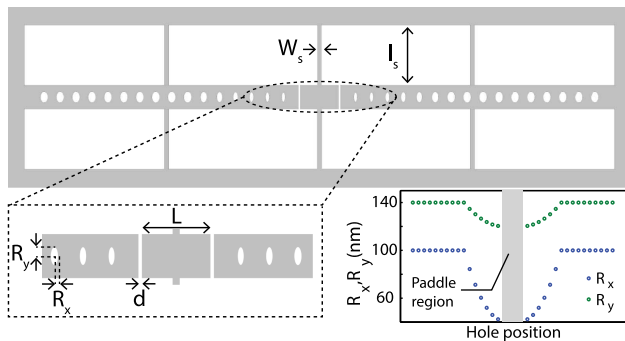 W_s
l_s
L
R_y
R_x
d
R_x,R_y(nm)
140
100
60
Paddle
region
R_x
R_y
Hole position